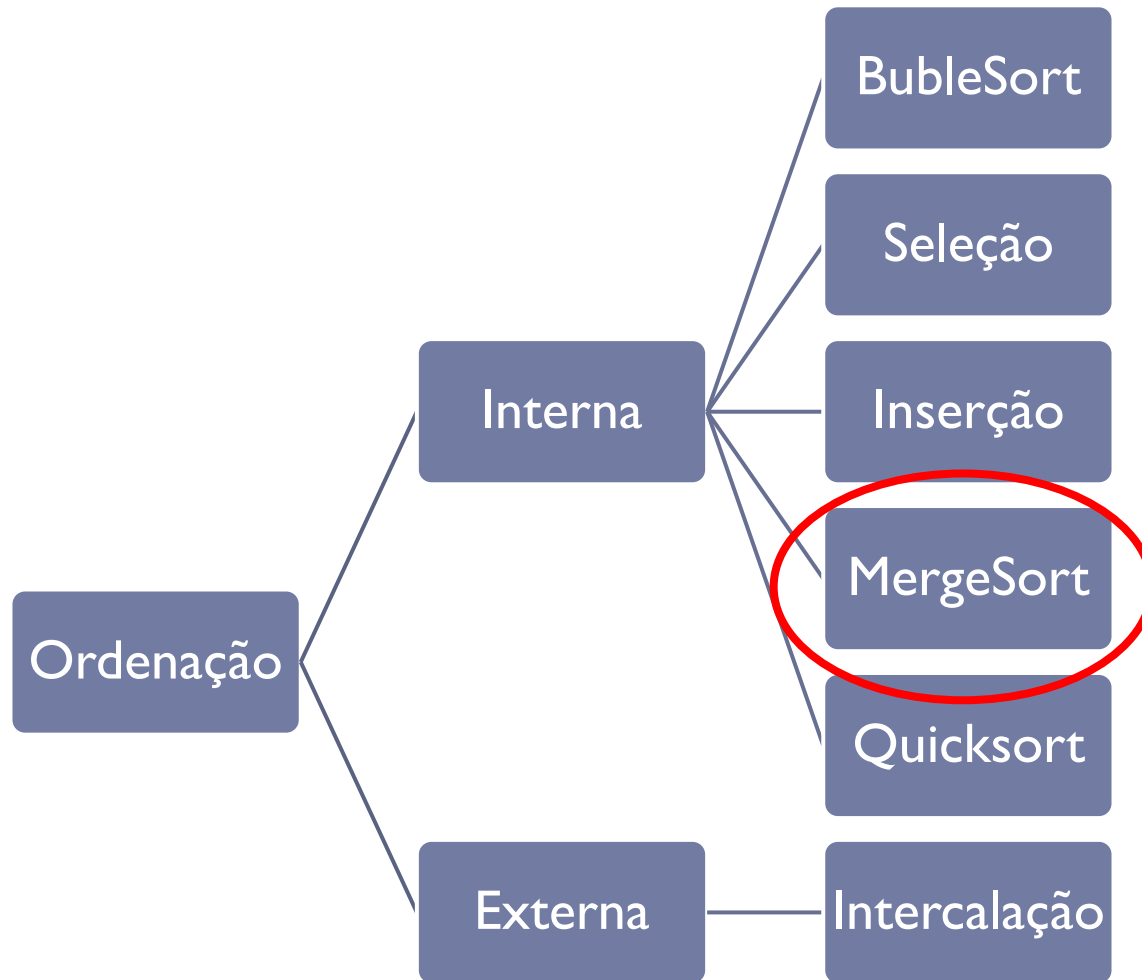 BubleSort
Seleção
Interna
Inserção
MergeSort
Ordenação
Quicksort
Externa
Intercalação